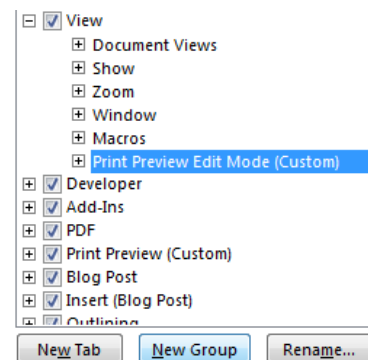 View
Document Views
Show
Zoom
Window
Macros
Print Preview Edit Mode (Custom)
Developer
Add-Ins
PDF
Print Preview (Custom)
Blog Post
Insert (Blog Post)
Outlining
New Tab New Group Rename...